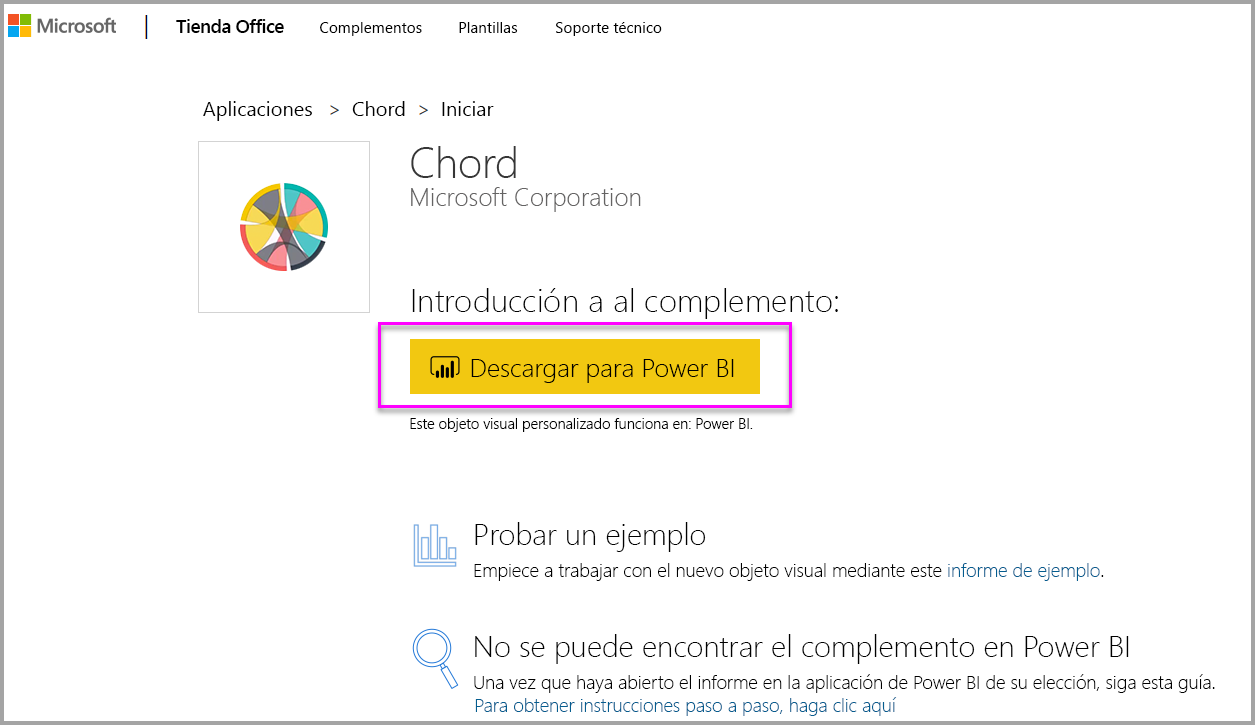 Microsoft Tienda Office Complementos Plantillas Soporte técnico
Aplicaciones > Chord > Iniciar
Chord
Microsoft Corporation
Introducción a al complemento:
Descargar para Power BI
Este objeto visual personalizado funciona en: Power BI.
Probar un ejemplo
Empiece a trabajar con el nuevo objeto visual mediante este informe de ejemplo.
No se puede encontrar el complemento en Power BI
Una vez que haya abierto el informe en la aplicación de Power BI de su elección, siga esta guía.
Para obtener instrucciones paso a paso, haga clic aquí